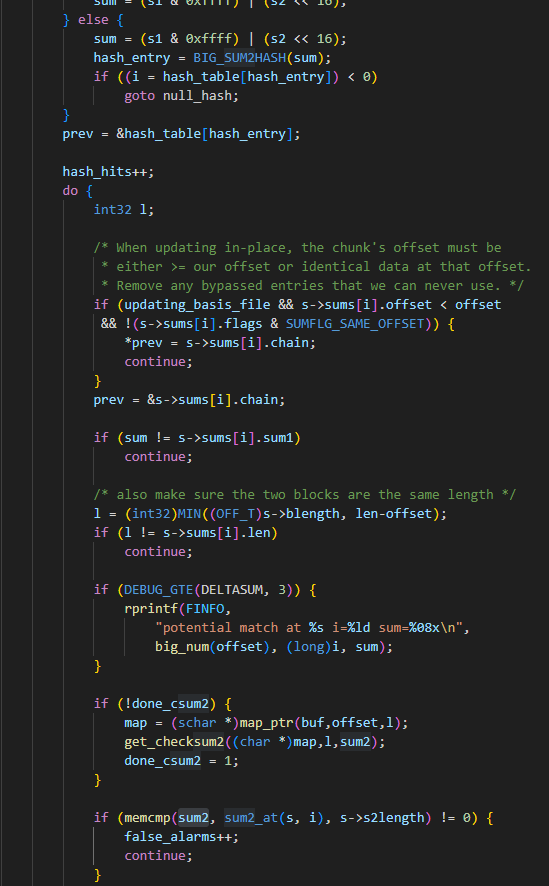 sum = (s1 & 0xffff) | (s2 << 16);
} else {
sum = (s1 & 0xffff) | (s2 << 16);
hash_entry = BIG_SUM2HASH(sum);
if ((i = hash_table[hash_entry]) < 0)
goto null_hash;
}
prev = &hash_table[hash_entry];
hash_hits++;
do {
int32 l;
/* When updating in-place, the chunk's offset must be
* either >= our offset or identical data at that offset.
* Remove any bypassed entries that we can never use. */
if (updating_basis_file && s->sums[i].offset < offset
&& !(s->sums[i].flags & SUMFLG_SAME_OFFSET)) {
*prev = s->sums[i].chain;
continue;
}
prev = &s->sums[i].chain;
if (sum != s->sums[i].sum1)
continue;
/* also make sure the two blocks are the same length */
l = (int32)MIN((OFF_T)s->blength, len-offset);
if (l != s->sums[i].len)
continue;
if (DEBUG_GTE(DELTASUM, 3)) {
rprintf(FINFO,
"potential match at %s i=%ld sum=%08x\n",
big_num(offset), (long)i, sum);
}
if (!done_csum2) {
map = (schar *)map_ptr(buf,offset,l);
get_checksum2((char *)map,l,sum2);
done_csum2 = 1;
}
if (memcmp(sum2, sum2_at(s, i), s->s2length) != 0) {
false_alarms++;
continue;
}